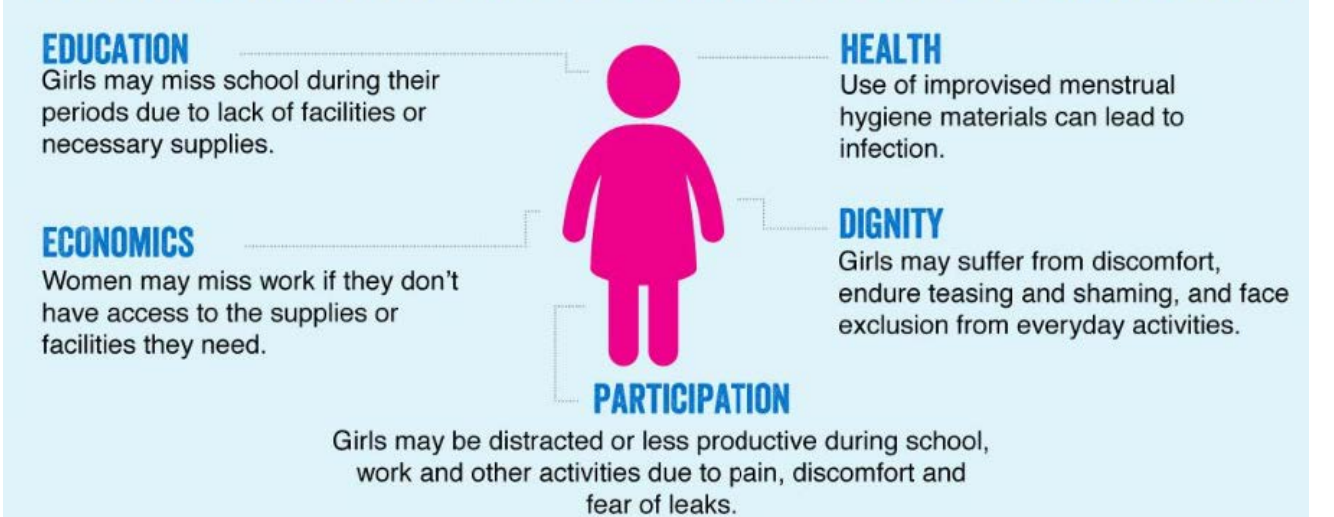 EDUCATION
Girls may miss school during their
periods due to lack of facilities or
necessary supplies.
HEALTH
Use of improvised menstrual
hygiene materials can lead to
infection.
ECONOMICS
Women may miss work if they don't
have access to the supplies or
facilities they need.
DIGNITY
Girls may suffer from discomfort,
endure teasing and shaming, and face
exclusion from everyday activities.
PARTICIPATION
Girls may be distracted or less productive during school,
work and other activities due to pain, discomfort and
fear of leaks.